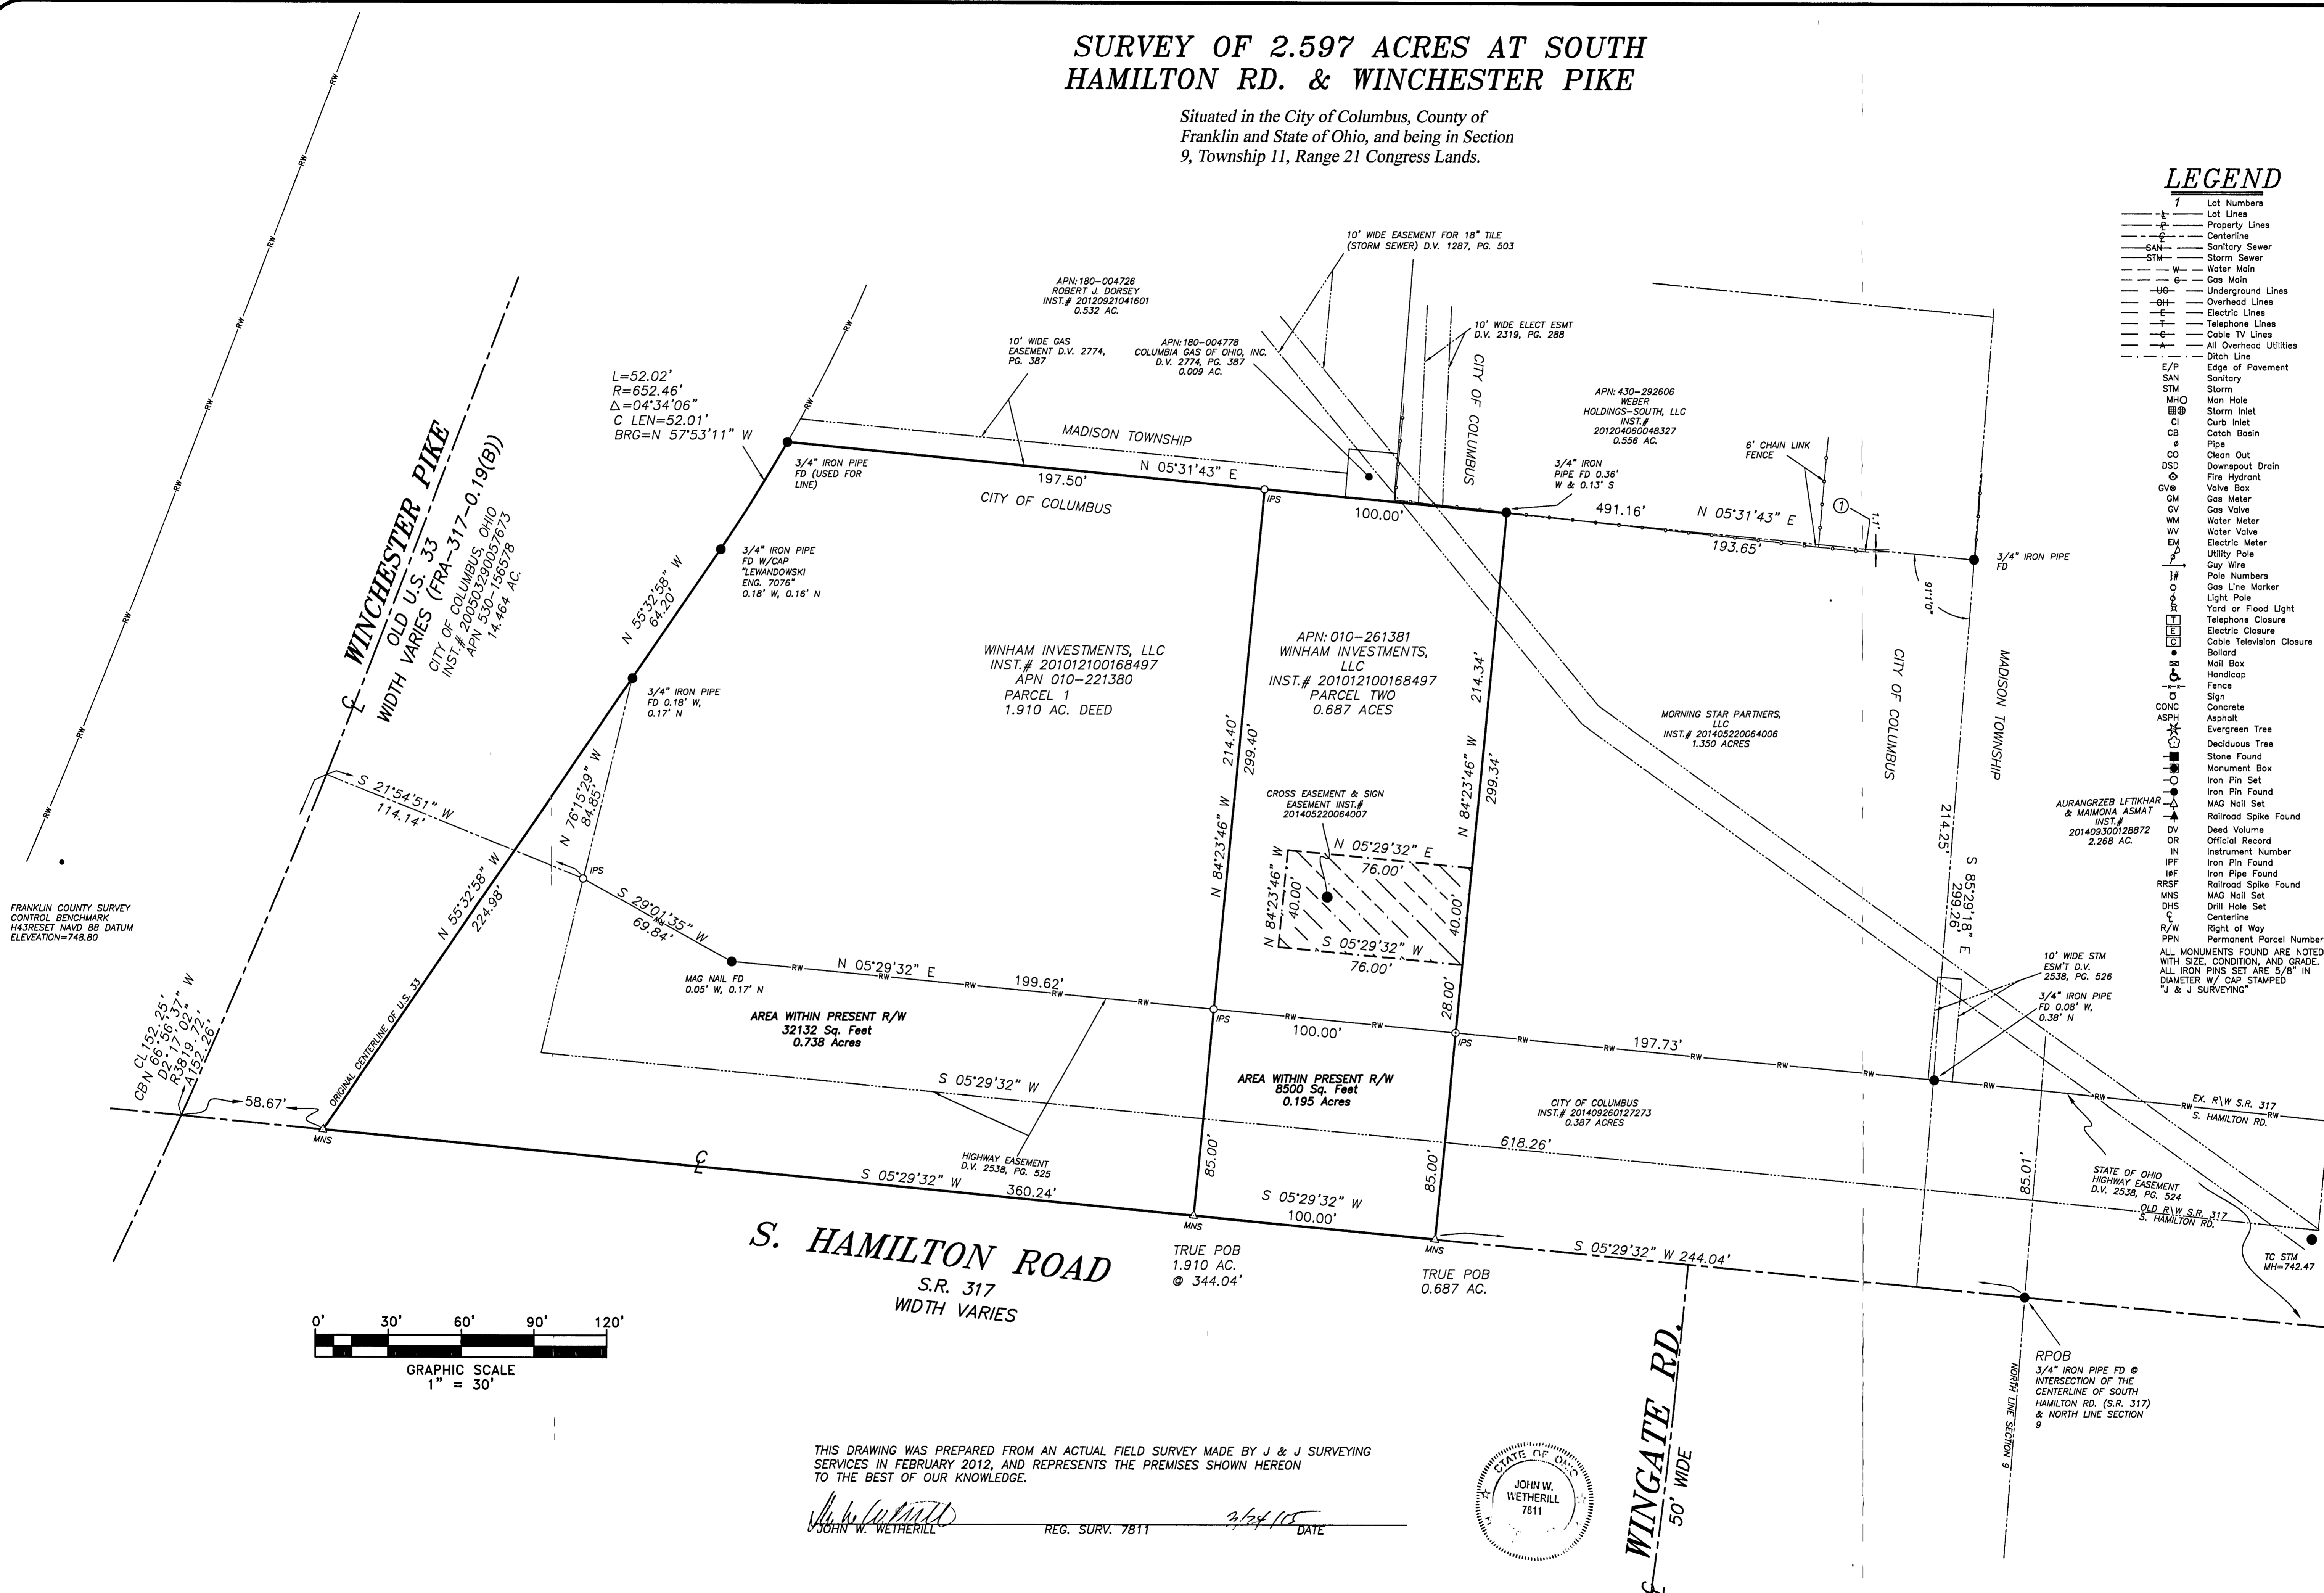 SURVEY OF 2.597 ACRES AT SOUTH
HAMILTON RD. & WINCHESTER PIKE
Situated in the City of Columbus, County of
Franklin and State of Ohio, and being in Section
9, Township 11, Range 21 Congress Lands.
LEGEND
1 Lot Numbers
L Lot Lines
P Property Lines
℄ Centerline
SAN Sanitary Sewer
STM Storm Sewer
W Water Main
G Gas Main
UG Underground Lines
OH Overhead Lines
E Electric Lines
T Telephone Lines
C Cable TV Lines
A All Overhead Utilities
Ditch Line
E/P Edge of Pavement
SAN Sanitary
STM Storm
MH Man Hole
Storm Inlet
CI Curb Inlet
CB Catch Basin
Pipe
CO Clean Out
DSD Downspout Drain
Fire Hydrant
GV Valve Box
GM Gas Meter
GV Gas Valve
WM Water Meter
WV Water Valve
EM Electric Meter
Utility Pole
Guy Wire
}# Pole Numbers
Gas Line Marker
Light Pole
Yard or Flood Light
T Telephone Closure
E Electric Closure
C Cable Television Closure
Bollard
Mail Box
Handicap
Fence
Sign
CONC Concrete
ASPH Asphalt
Evergreen Tree
Deciduous Tree
Stone Found
Monument Box
Iron Pin Set
Iron Pin Found
MAG Nail Set
Railroad Spike Found
DV Deed Volume
OR Official Record
IN Instrument Number
IPF Iron Pin Found
IØF Iron Pipe Found
RRSF Railroad Spike Found
MNS MAG Nail Set
DHS Drill Hole Set
℄ Centerline
R/W Right of Way
PPN Permanent Parcel Number
ALL MONUMENTS FOUND ARE NOTED
WITH SIZE, CONDITION, AND GRADE.
ALL IRON PINS SET ARE 5/8" IN
DIAMETER W/ CAP STAMPED
"J & J SURVEYING"
AURANGRZEB LFTIKHAR
& MAIMONA ASMAT
INST.#
201409300128872
2.268 AC.
10' WIDE EASEMENT FOR 18" TILE
(STORM SEWER) D.V. 1287, PG. 503
APN: 180-004726
ROBERT J. DORSEY
INST.# 201209210141601
0.532 AC.
10' WIDE GAS
EASEMENT D.V. 2774,
PG. 387
APN: 180-004778
COLUMBIA GAS OF OHIO, INC.
D.V. 2774, PG. 387
0.009 AC.
10' WIDE ELECT ESMT
D.V. 2319, PG. 288
CITY OF COLUMBUS
APN: 430-292606
WEBER
HOLDINGS-SOUTH, LLC
INST.#
201204060048327
0.556 AC.
6' CHAIN LINK
FENCE
3/4" IRON
PIPE FD 0.36'
W & 0.13' S
1
1.1'
491.16'
N 05°31'43" E
193.65'
3/4" IRON PIPE
FD
91°1'0"
L=52.02'
R=652.46'
Δ=04°34'06"
C LEN=52.01'
BRG=N 57°53'11" W
MADISON TOWNSHIP
N 05°31'43" E
197.50'
CITY OF COLUMBUS
IPS
100.00'
3/4" IRON PIPE
FD (USED FOR
LINE)
3/4" IRON PIPE
FD W/CAP
"LEWANDOWSKI
ENG. 7076"
0.18' W, 0.16' N
N 55°32'58" W
64.20'
3/4" IRON PIPE
FD 0.18' W,
0.17' N
WINCHESTER PIKE
OLD U.S. 33
WIDTH VARIES (FRA-317-0.19(B))
CITY OF COLUMBUS, OHIO
INST.# 200503290057673
APN 530-156578
14.464 AC.
℄
WINHAM INVESTMENTS, LLC
INST.# 201012100168497
APN 010-221380
PARCEL 1
1.910 AC. DEED
APN: 010-261381
WINHAM INVESTMENTS,
LLC
INST.# 201012100168497
PARCEL TWO
0.687 ACES
N 84°23'46" W
214.40'
299.40'
N 84°23'46" W
214.34'
299.34'
MORNING STAR PARTNERS,
LLC
INST.# 201405220064006
1.350 ACRES
CITY OF COLUMBUS
MADISON TOWNSHIP
214.25'
S 85°29'18" E
299.26'
CROSS EASEMENT & SIGN
EASEMENT INST.#
201405220064007
N 05°29'32" E
76.00'
N 84°23'46" W
40.00'
40.00'
S 05°29'32" W
76.00'
28.00'
S 21°54'51" W
114.14'
N 76°15'29" W
84.85'
IPS
S 29°01'35" W
69.84'
N 55°32'58" W
224.98'
ORIGINAL CENTERLINE OF U.S. 33
MAG NAIL FD
0.05' W, 0.17' N
N 05°29'32" E
199.62'
IPS
100.00'
IPS
197.73'
FRANKLIN COUNTY SURVEY
CONTROL BENCHMARK
H43RESET NAVD 88 DATUM
ELEVEATION=748.80
CL152.25'
CBN 66°56'37" W
D2°17'02"
R3819.72'
A152.26'
58.67'
MNS
AREA WITHIN PRESENT R/W
32132 Sq. Feet
0.738 Acres
S 05°29'32" W
AREA WITHIN PRESENT R/W
8500 Sq. Feet
0.195 Acres
CITY OF COLUMBUS
INST.# 201409260127273
0.387 ACRES
618.26'
10' WIDE STM
ESM'T D.V.
2538, PG. 526
3/4" IRON PIPE
FD 0.08' W,
0.38' N
EX. R\W S.R. 317
S. HAMILTON RD.
85.01'
STATE OF OHIO
HIGHWAY EASEMENT
D.V. 2538, PG. 524
OLD R\W S.R. 317
S. HAMILTON RD.
TC STM
MH=742.47
HIGHWAY EASEMENT
D.V. 2538, PG. 525
℄
S 05°29'32" W
360.24'
85.00'
MNS
S 05°29'32" W
100.00'
85.00'
MNS
S 05°29'32" W 244.04'
S. HAMILTON ROAD
S.R. 317
WIDTH VARIES
TRUE POB
1.910 AC.
@ 344.04'
TRUE POB
0.687 AC.
WINGATE RD.
50' WIDE
℄
NORTH LINE SECTION 9
RPOB
3/4" IRON PIPE FD @
INTERSECTION OF THE
CENTERLINE OF SOUTH
HAMILTON RD. (S.R. 317)
& NORTH LINE SECTION
9
0' 30' 60' 90' 120'
GRAPHIC SCALE
1" = 30'
THIS DRAWING WAS PREPARED FROM AN ACTUAL FIELD SURVEY MADE BY J & J SURVEYING
SERVICES IN FEBRUARY 2012, AND REPRESENTS THE PREMISES SHOWN HEREON
TO THE BEST OF OUR KNOWLEDGE.
JOHN W. WETHERILL REG. SURV. 7811 DATE
STATE OF OHIO
JOHN W.
WETHERILL
7811